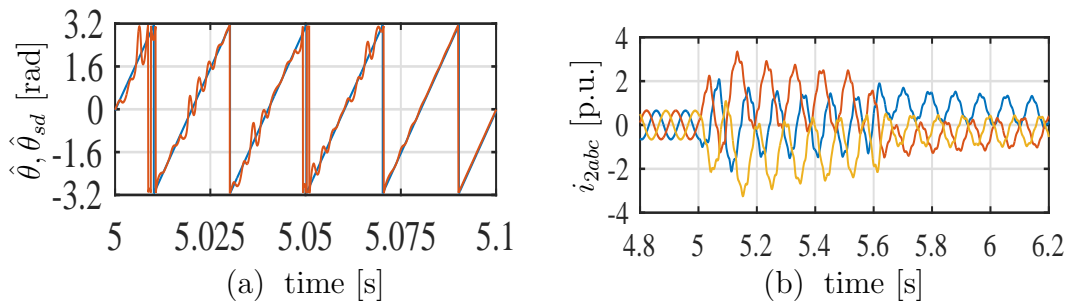 3.2
1.6
0
-1.6
-3.2
θ̂, θ̂sd [rad]
5 5.025 5.05 5.075 5.1
(a) time [s]
4
2
0
-2
-4
i2abc [p.u.]
4.8 5 5.2 5.4 5.6 5.8 6 6.2
(b) time [s]